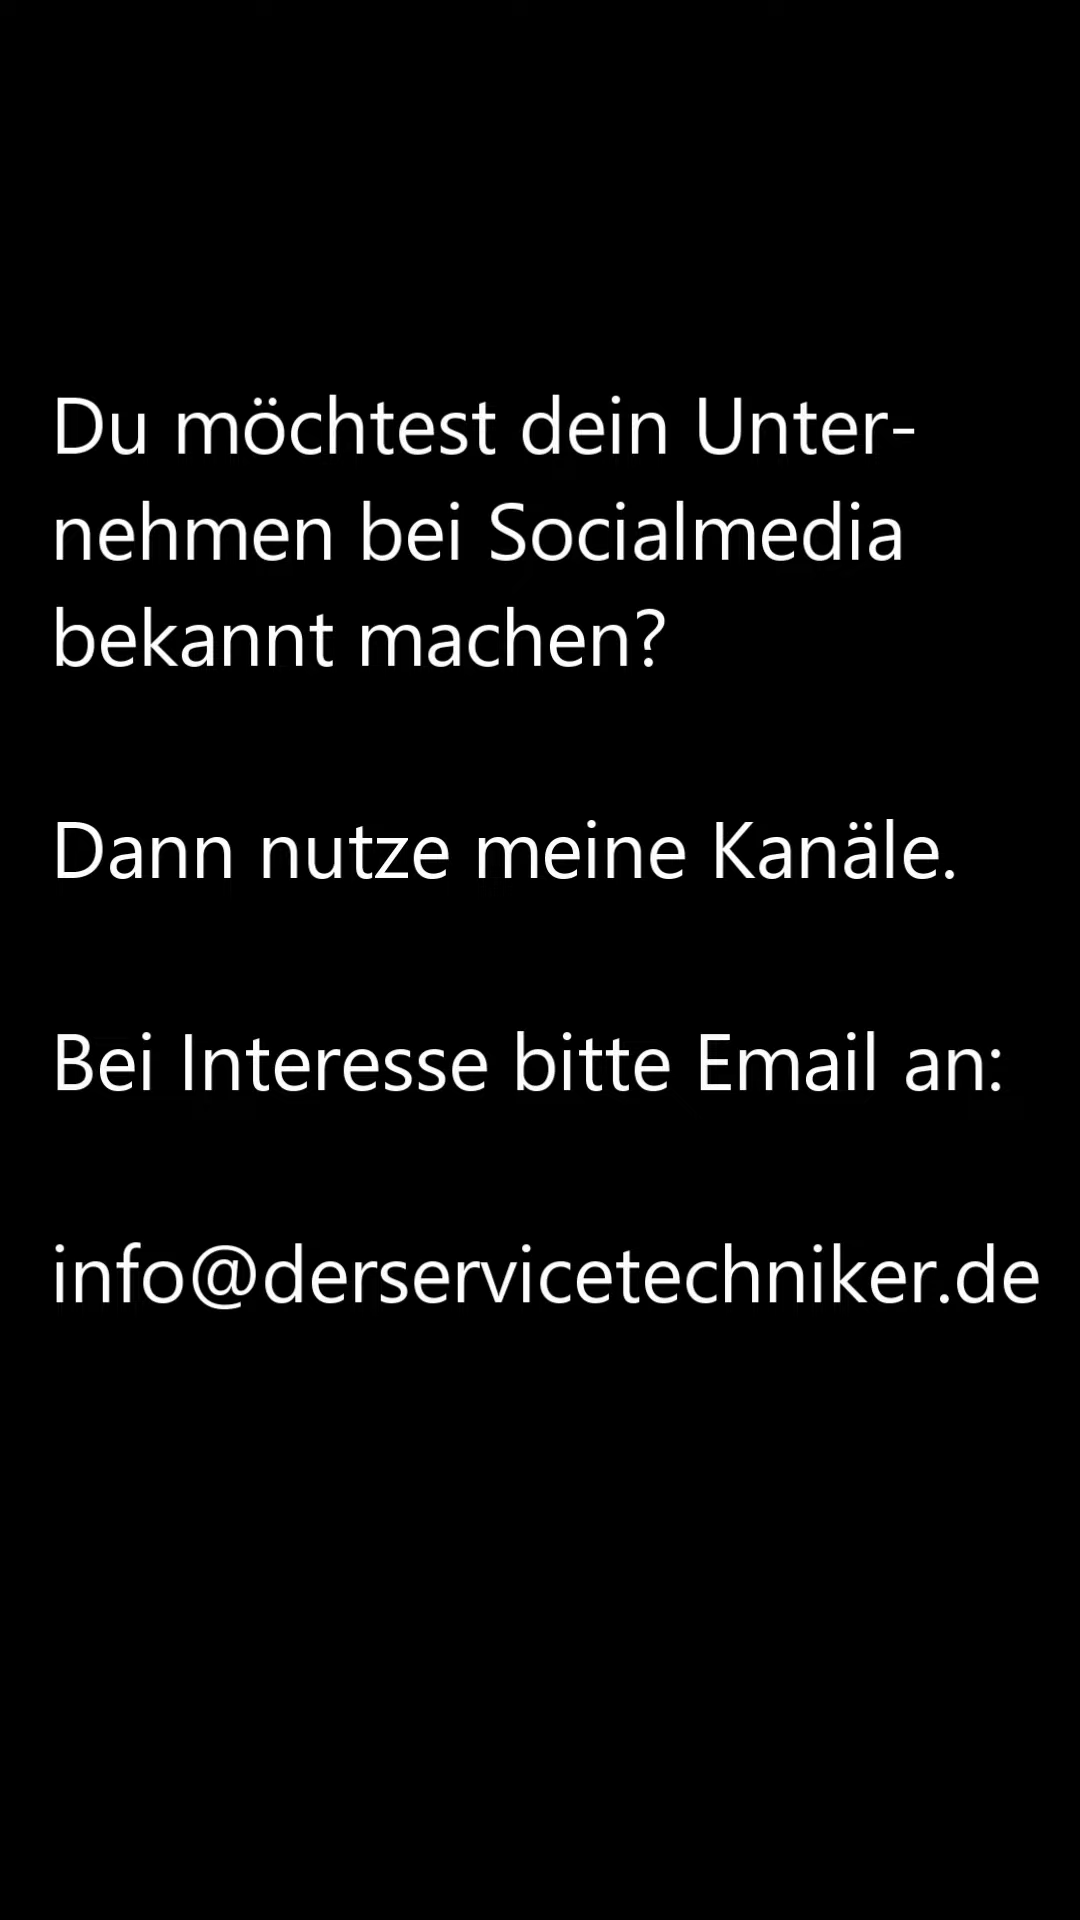 Du möchtest dein Unter-
nehmen bei Socialmedia
bekannt machen?
Dann nutze meine Kanäle.
Bei Interesse bitte Email an:
info@derservicetechniker.de